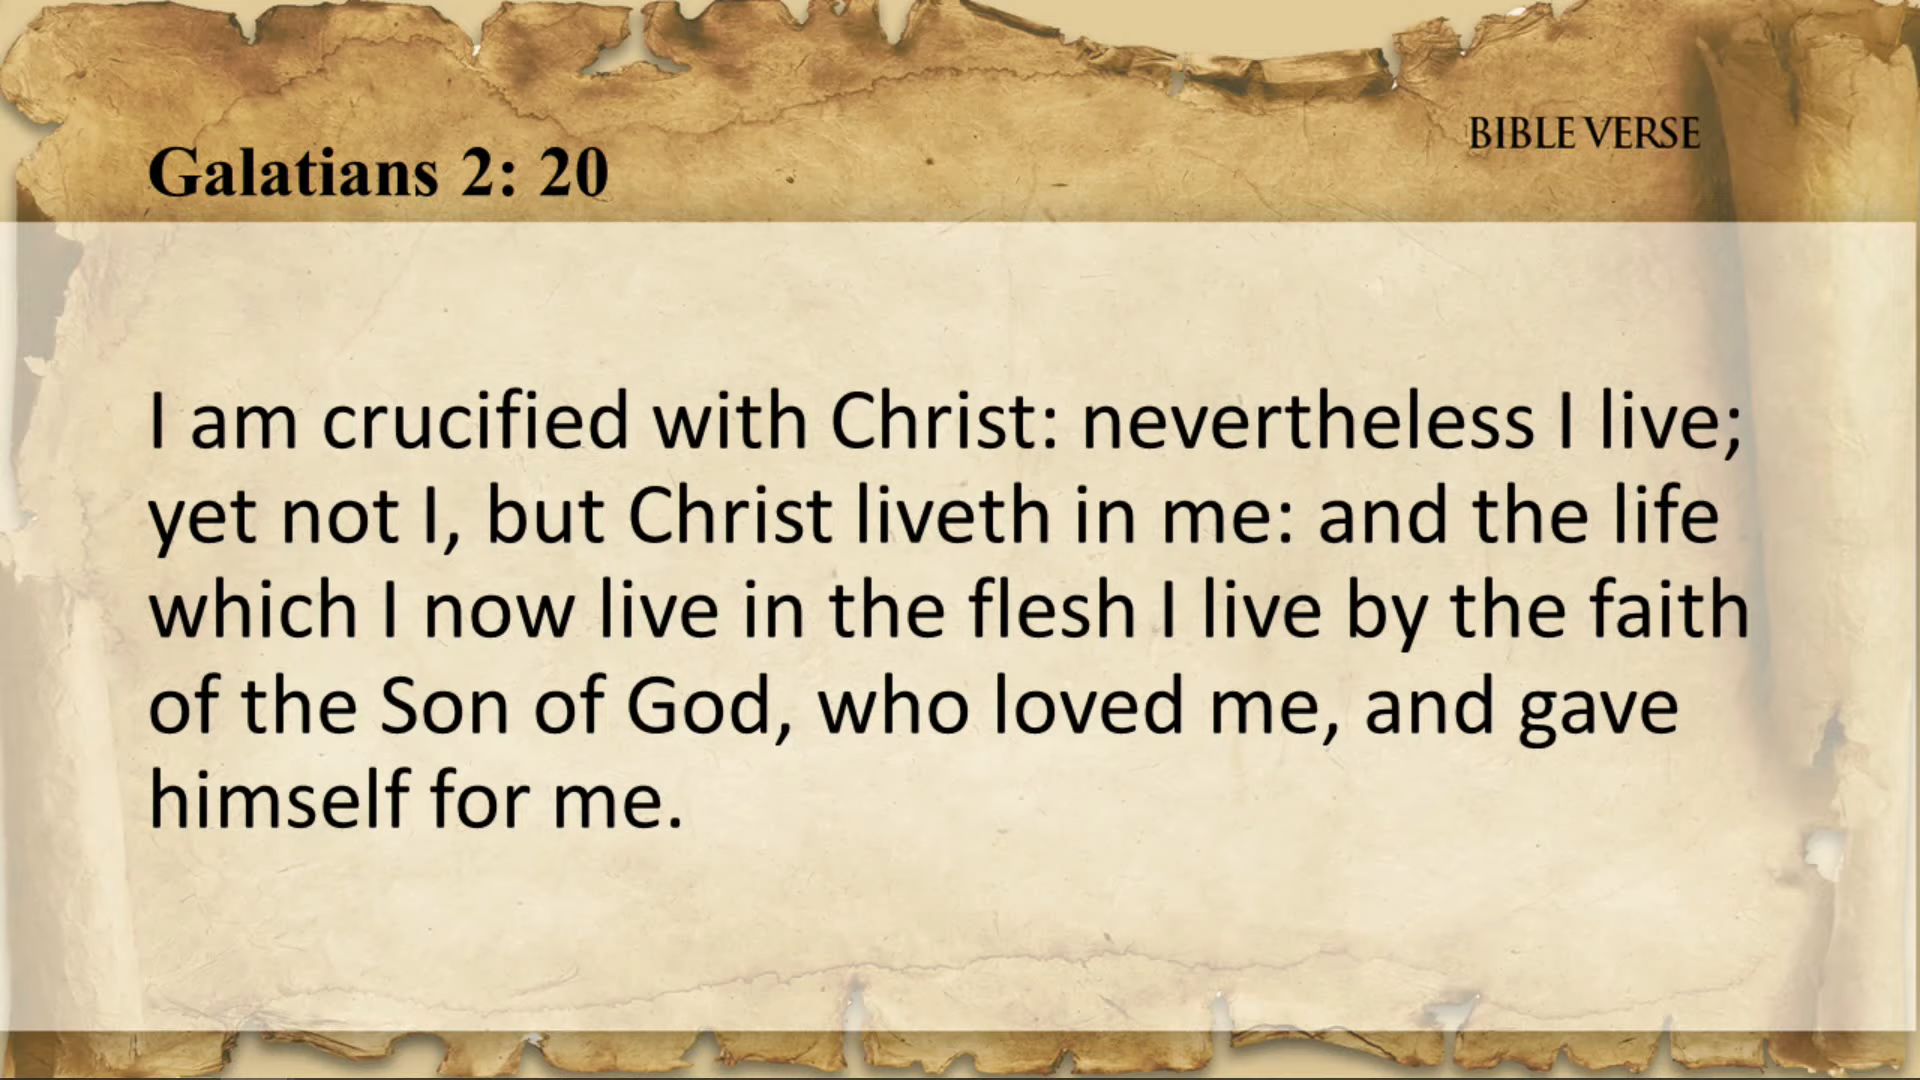 BIBLE VERSE
Galatians 2: 20
I am crucified with Christ: nevertheless I live;
yet not I, but Christ liveth in me: and the life
which I now live in the flesh I live by the faith
of the Son of God, who loved me, and gave
himself for me.